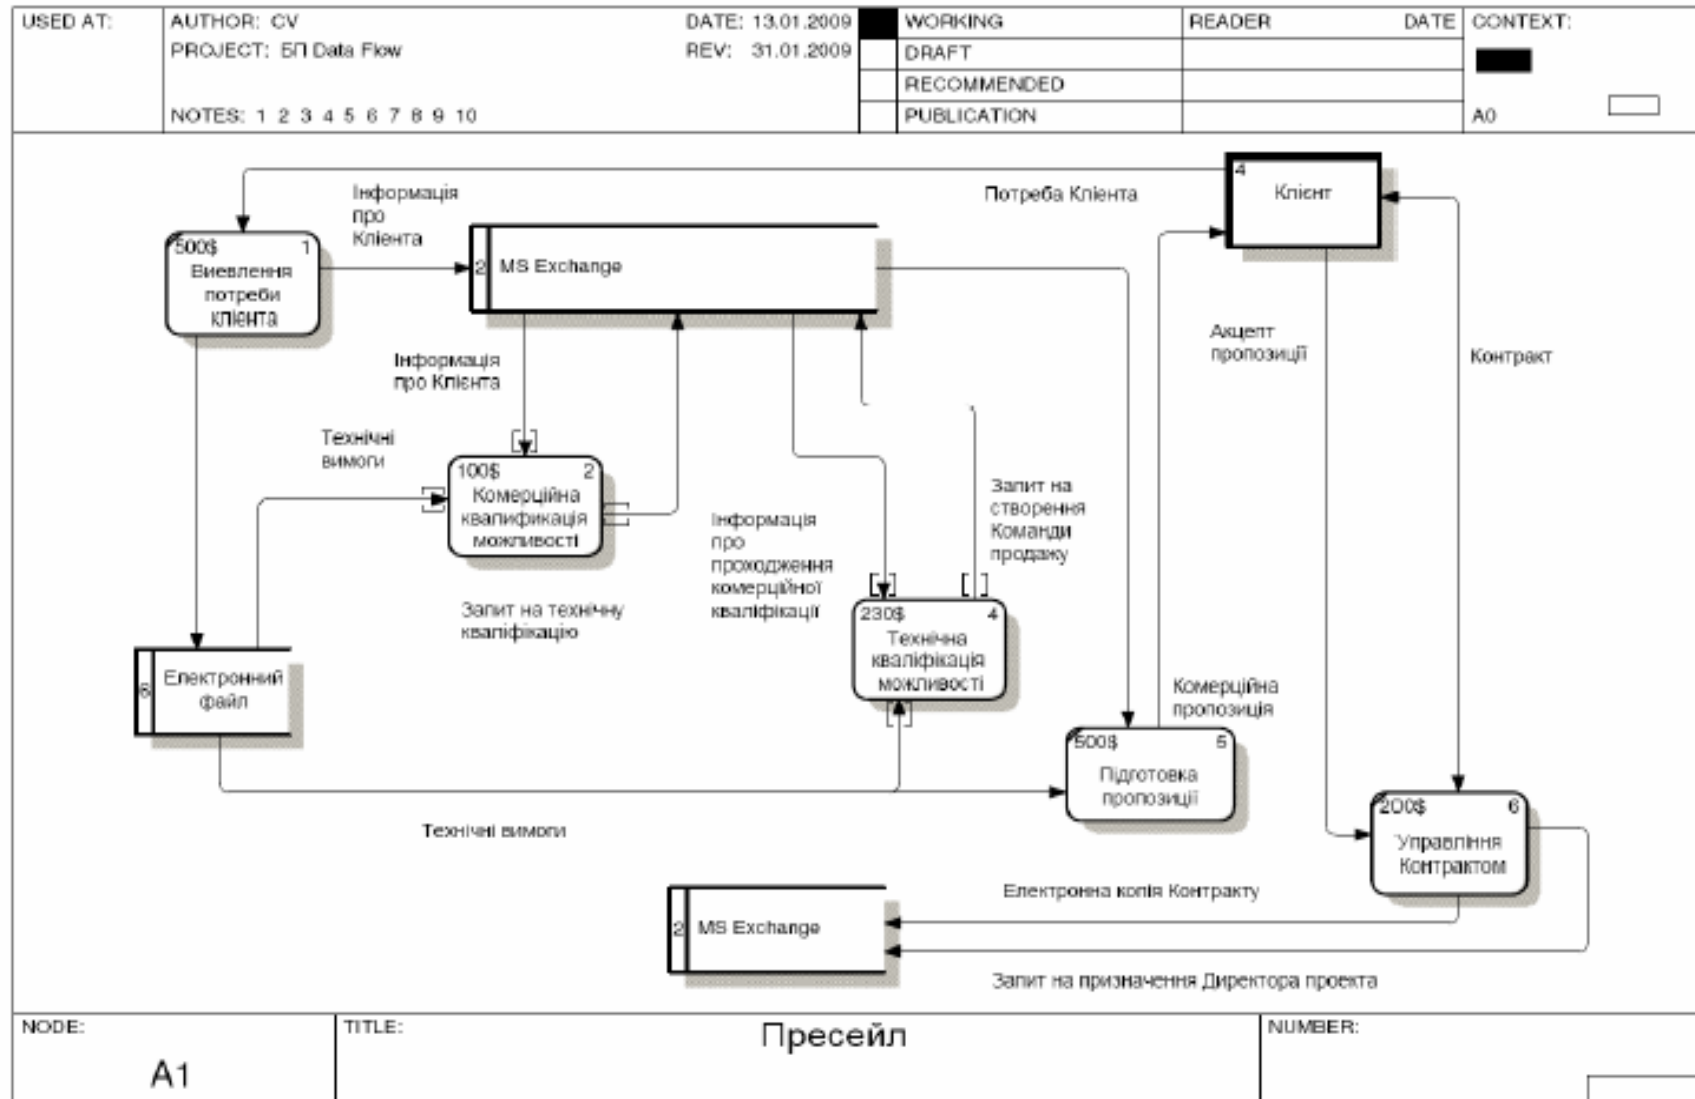 USED AT:
AUTHOR: CV
DATE: 13.01.2009
PROJECT: БП Data Flow
REV: 31.01.2009
NOTES: 1 2 3 4 5 6 7 8 9 10
WORKING
DRAFT
RECOMMENDED
PUBLICATION
READER
DATE
CONTEXT:
A0
4
Клієнт
Потреба Кліента
Інформація
про
Кліента
500$ 1
Виевлення
потреби
клієнта
2 MS Exchange
Інформація
про Клієнта
Акцепт
пропозиції
Контракт
Технічні
вимоги
100$ 2
Комерційна
квалификація
можливості
Запит на
створення
Команди
продажу
Інформація
про
проходження
комерційної
кваліфікації
Запит на технічну
кваліфікацію
230$ 4
Технічна
кваліфікація
можливості
6
Електронний
файл
Комерційна
пропозиція
500$ 5
Підготовка
пропозиції
200$ 6
Управління
Контрактом
Технічні вимоги
Електронна копія Контракту
2 MS Exchange
Запит на призначення Директора проекта
NODE:
A1
TITLE:
Пресейл
NUMBER: